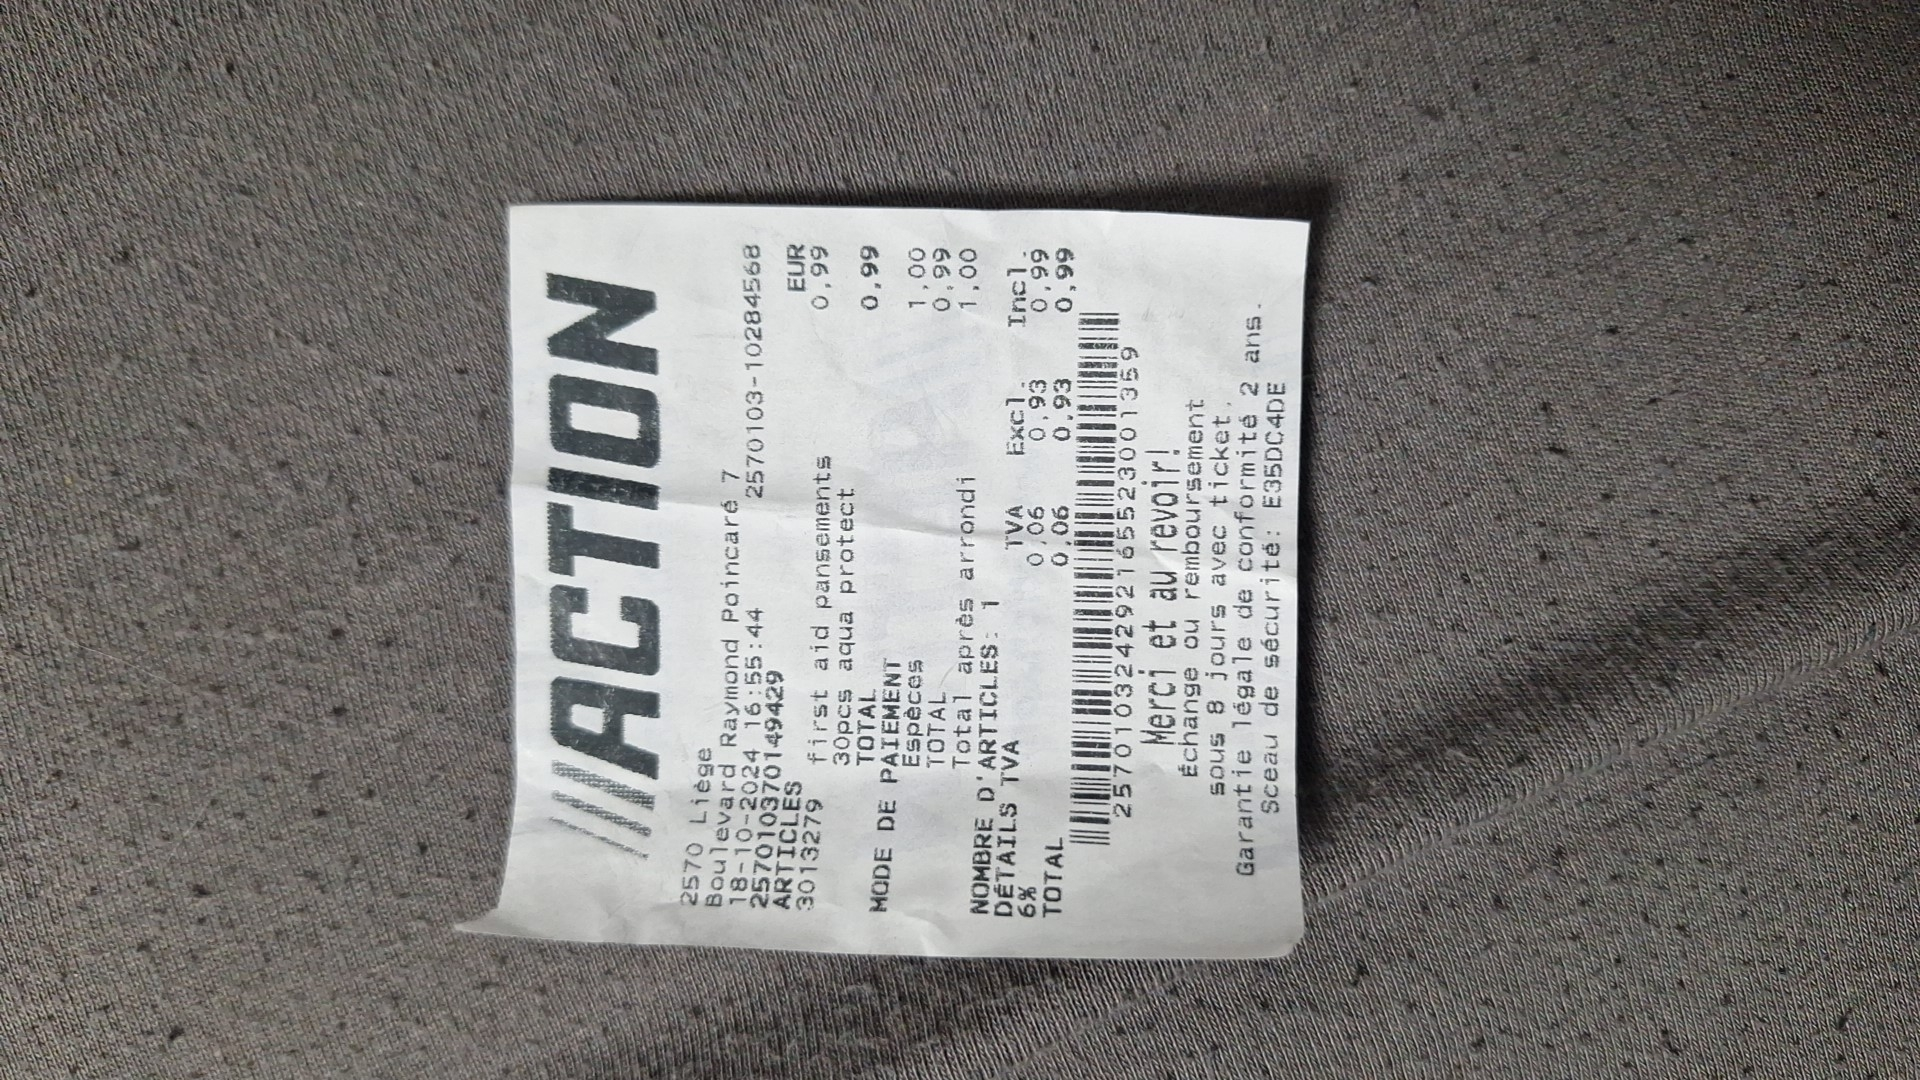 ///ACTION
2570 Liège
Boulevard Raymond Poincaré 7
18-10-2024 16:55:44 2570103-10284568
257010370149429
ARTICLES EUR
3013279 first aid pansements 0,99
30pcs aqua protect
TOTAL 0,99
MODE DE PAIEMENT
Espèces 1,00
TOTAL 0,99
Total après arrondi 1,00
NOMBRE D'ARTICLES: 1
DÉTAILS TVA TVA Excl. Incl.
6% 0,06 0,93 0,99
TOTAL 0,06 0,93 0,99
257010324292165523001359
Merci et au revoir!
Échange ou remboursement
sous 8 jours avec ticket.
Garantie légale de conformité 2 ans.
Sceau de sécurité: E35DC4DE